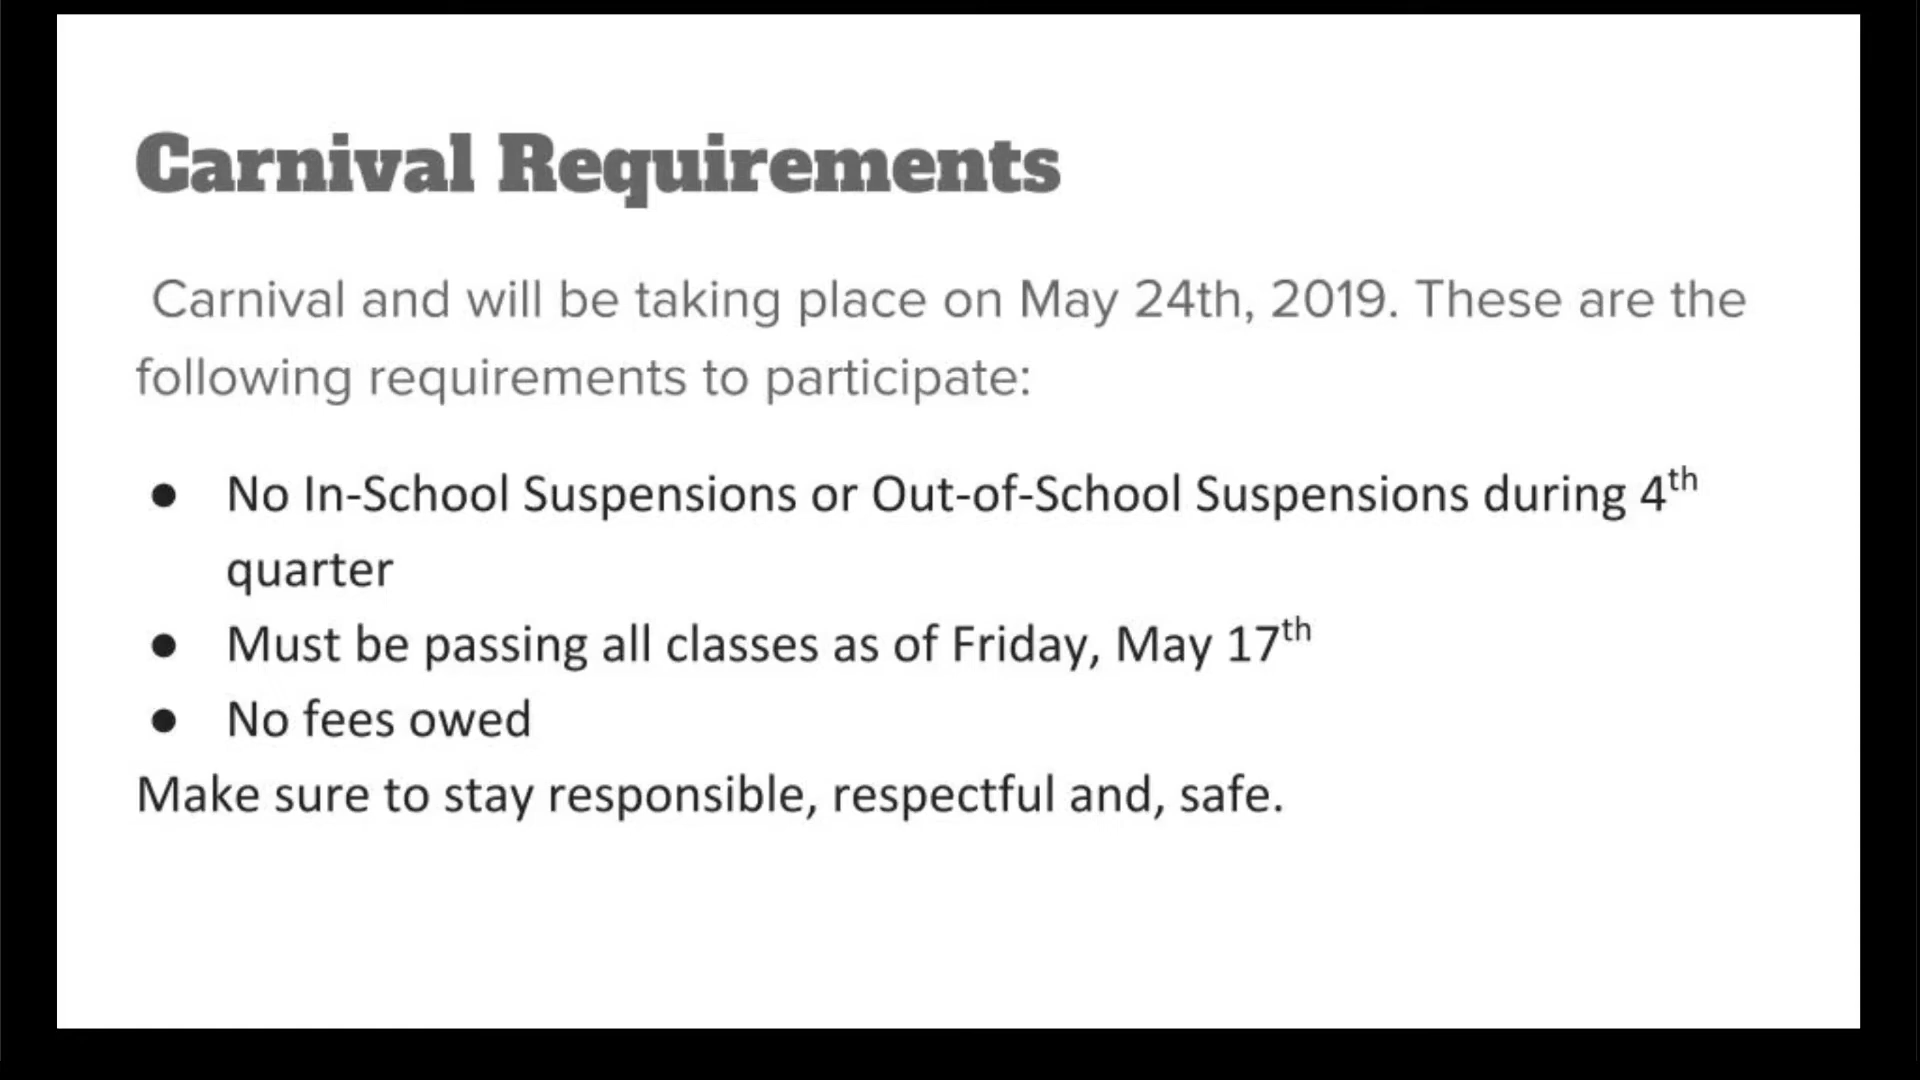 Carnival Requirements
Carnival and will be taking place on May 24th, 2019. These are the
following requirements to participate:
● No In-School Suspensions or Out-of-School Suspensions during 4th
quarter
● Must be passing all classes as of Friday, May 17th
● No fees owed
Make sure to stay responsible, respectful and, safe.